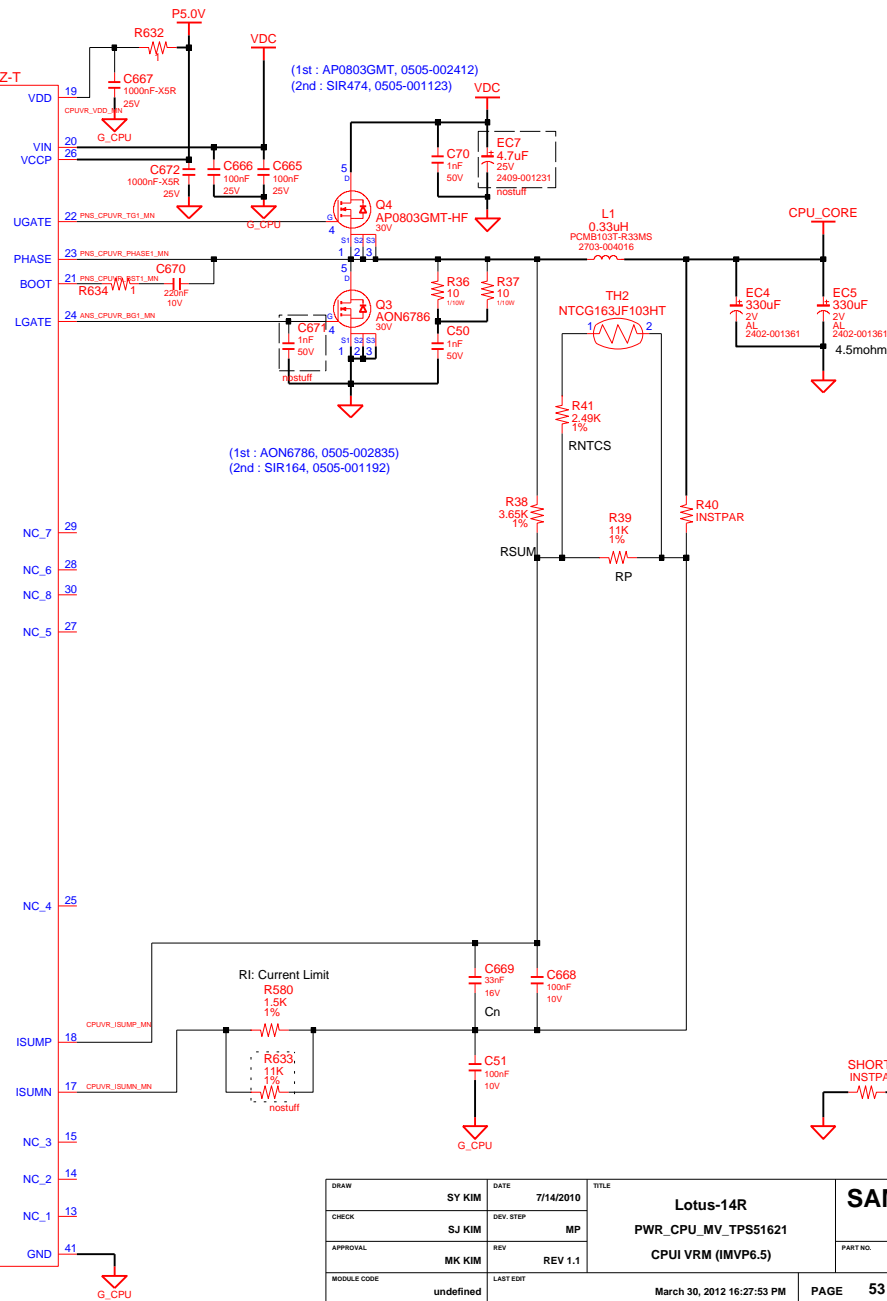 P5.0V
R632
VDC
(1st : AP0803GMT, 0505-002412)
(2nd : SIR474, 0505-001123)
VDC
Z-T
VDD 19
CPUVR_VDD_MN
C667
1000nF-X5R
25V
G_CPU
VIN 20
VCCP 26
C672
1000nF-X5R
25V
C666
100nF
25V
C665
100nF
25V
G_CPU
C70
1nF
50V
EC7
4.7uF
25V
2409-001231
nostuff
5
D
Q4
AP0803GMT-HF
30V
G
4
S1 S2 S3
1 2 3
UGATE 22 PNS_CPUVR_TG1_MN
PHASE 23 PNS_CPUVR_PHASE1_MN
BOOT 21
R634
1
C670
220nF
10V
LGATE 24 ANS_CPUVR_BG1_MN
5
D
Q3
AON6786
30V
G
4
S1 S2 S3
1 2 3
C671
1nF
50V
nostuff
R36
10
1/10W
R37
10
1/10W
C50
1nF
50V
L1
0.33uH
PCMB103T-R33MS
2703-004016
CPU_CORE
TH2
NTCG163JF103HT
1 2
EC4
330uF
2V
AL
2402-001361
EC5
330uF
2V
AL
2402-001361
4.5mohm
R41
2.49K
1%
RNTCS
(1st : AON6786, 0505-002835)
(2nd : SIR164, 0505-001192)
R38
3.65K
1%
RSUM
R39
11K
1%
RP
R40
INSTPAR
NC_7 29
NC_6 28
NC_8 30
NC_5 27
NC_4 25
RI: Current Limit
R580
1.5K
1%
C669
33nF
16V
Cn
C668
100nF
10V
ISUMP 18 CPUVR_ISUMP_MN
R633
11K
1%
nostuff
C51
100nF
10V
G_CPU
ISUMN 17 CPUVR_ISUMN_MN
SHORT
INSTPA
NC_3 15
NC_2 14
NC_1 13
GND 41
G_CPU
DRAW
SY KIM
DATE
7/14/2010
TITLE
Lotus-14R
PWR_CPU_MV_TPS51621
CPUI VRM (IMVP6.5)
SAM
CHECK
SJ KIM
DEV. STEP
MP
APPROVAL
MK KIM
REV
REV 1.1
PART NO.
MODULE CODE
undefined
LAST EDIT
March 30, 2012 16:27:53 PM
PAGE 53